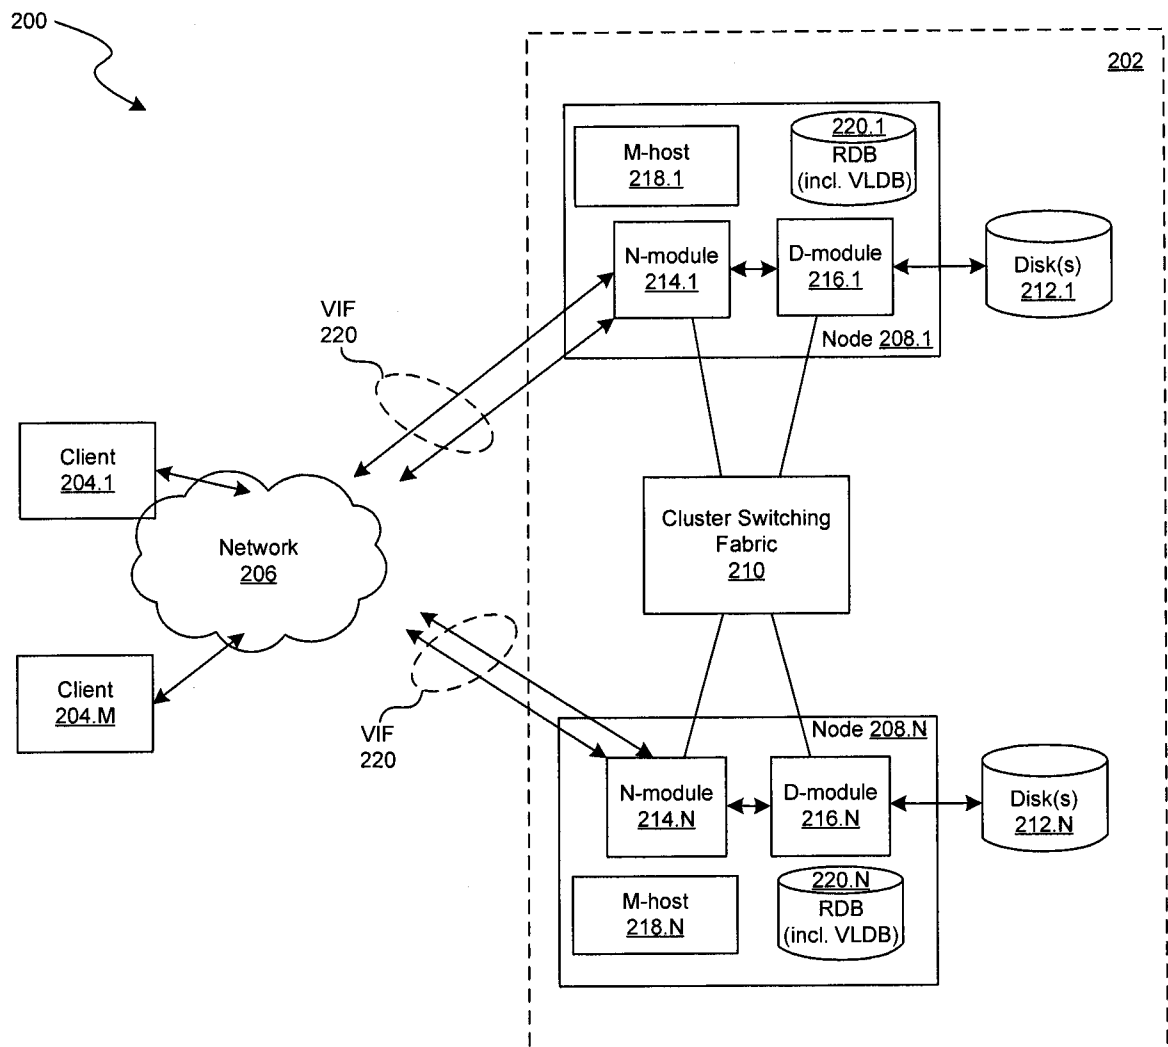 200
202
M-host
218.1
220.1
RDB
(incl. VLDB)
N-module
214.1
D-module
216.1
Disk(s)
212.1
Node 208.1
VIF
220
Client
204.1
Network
206
Cluster Switching
Fabric
210
Client
204.M
VIF
220
Node 208.N
N-module
214.N
D-module
216.N
Disk(s)
212.N
M-host
218.N
220.N
RDB
(incl. VLDB)